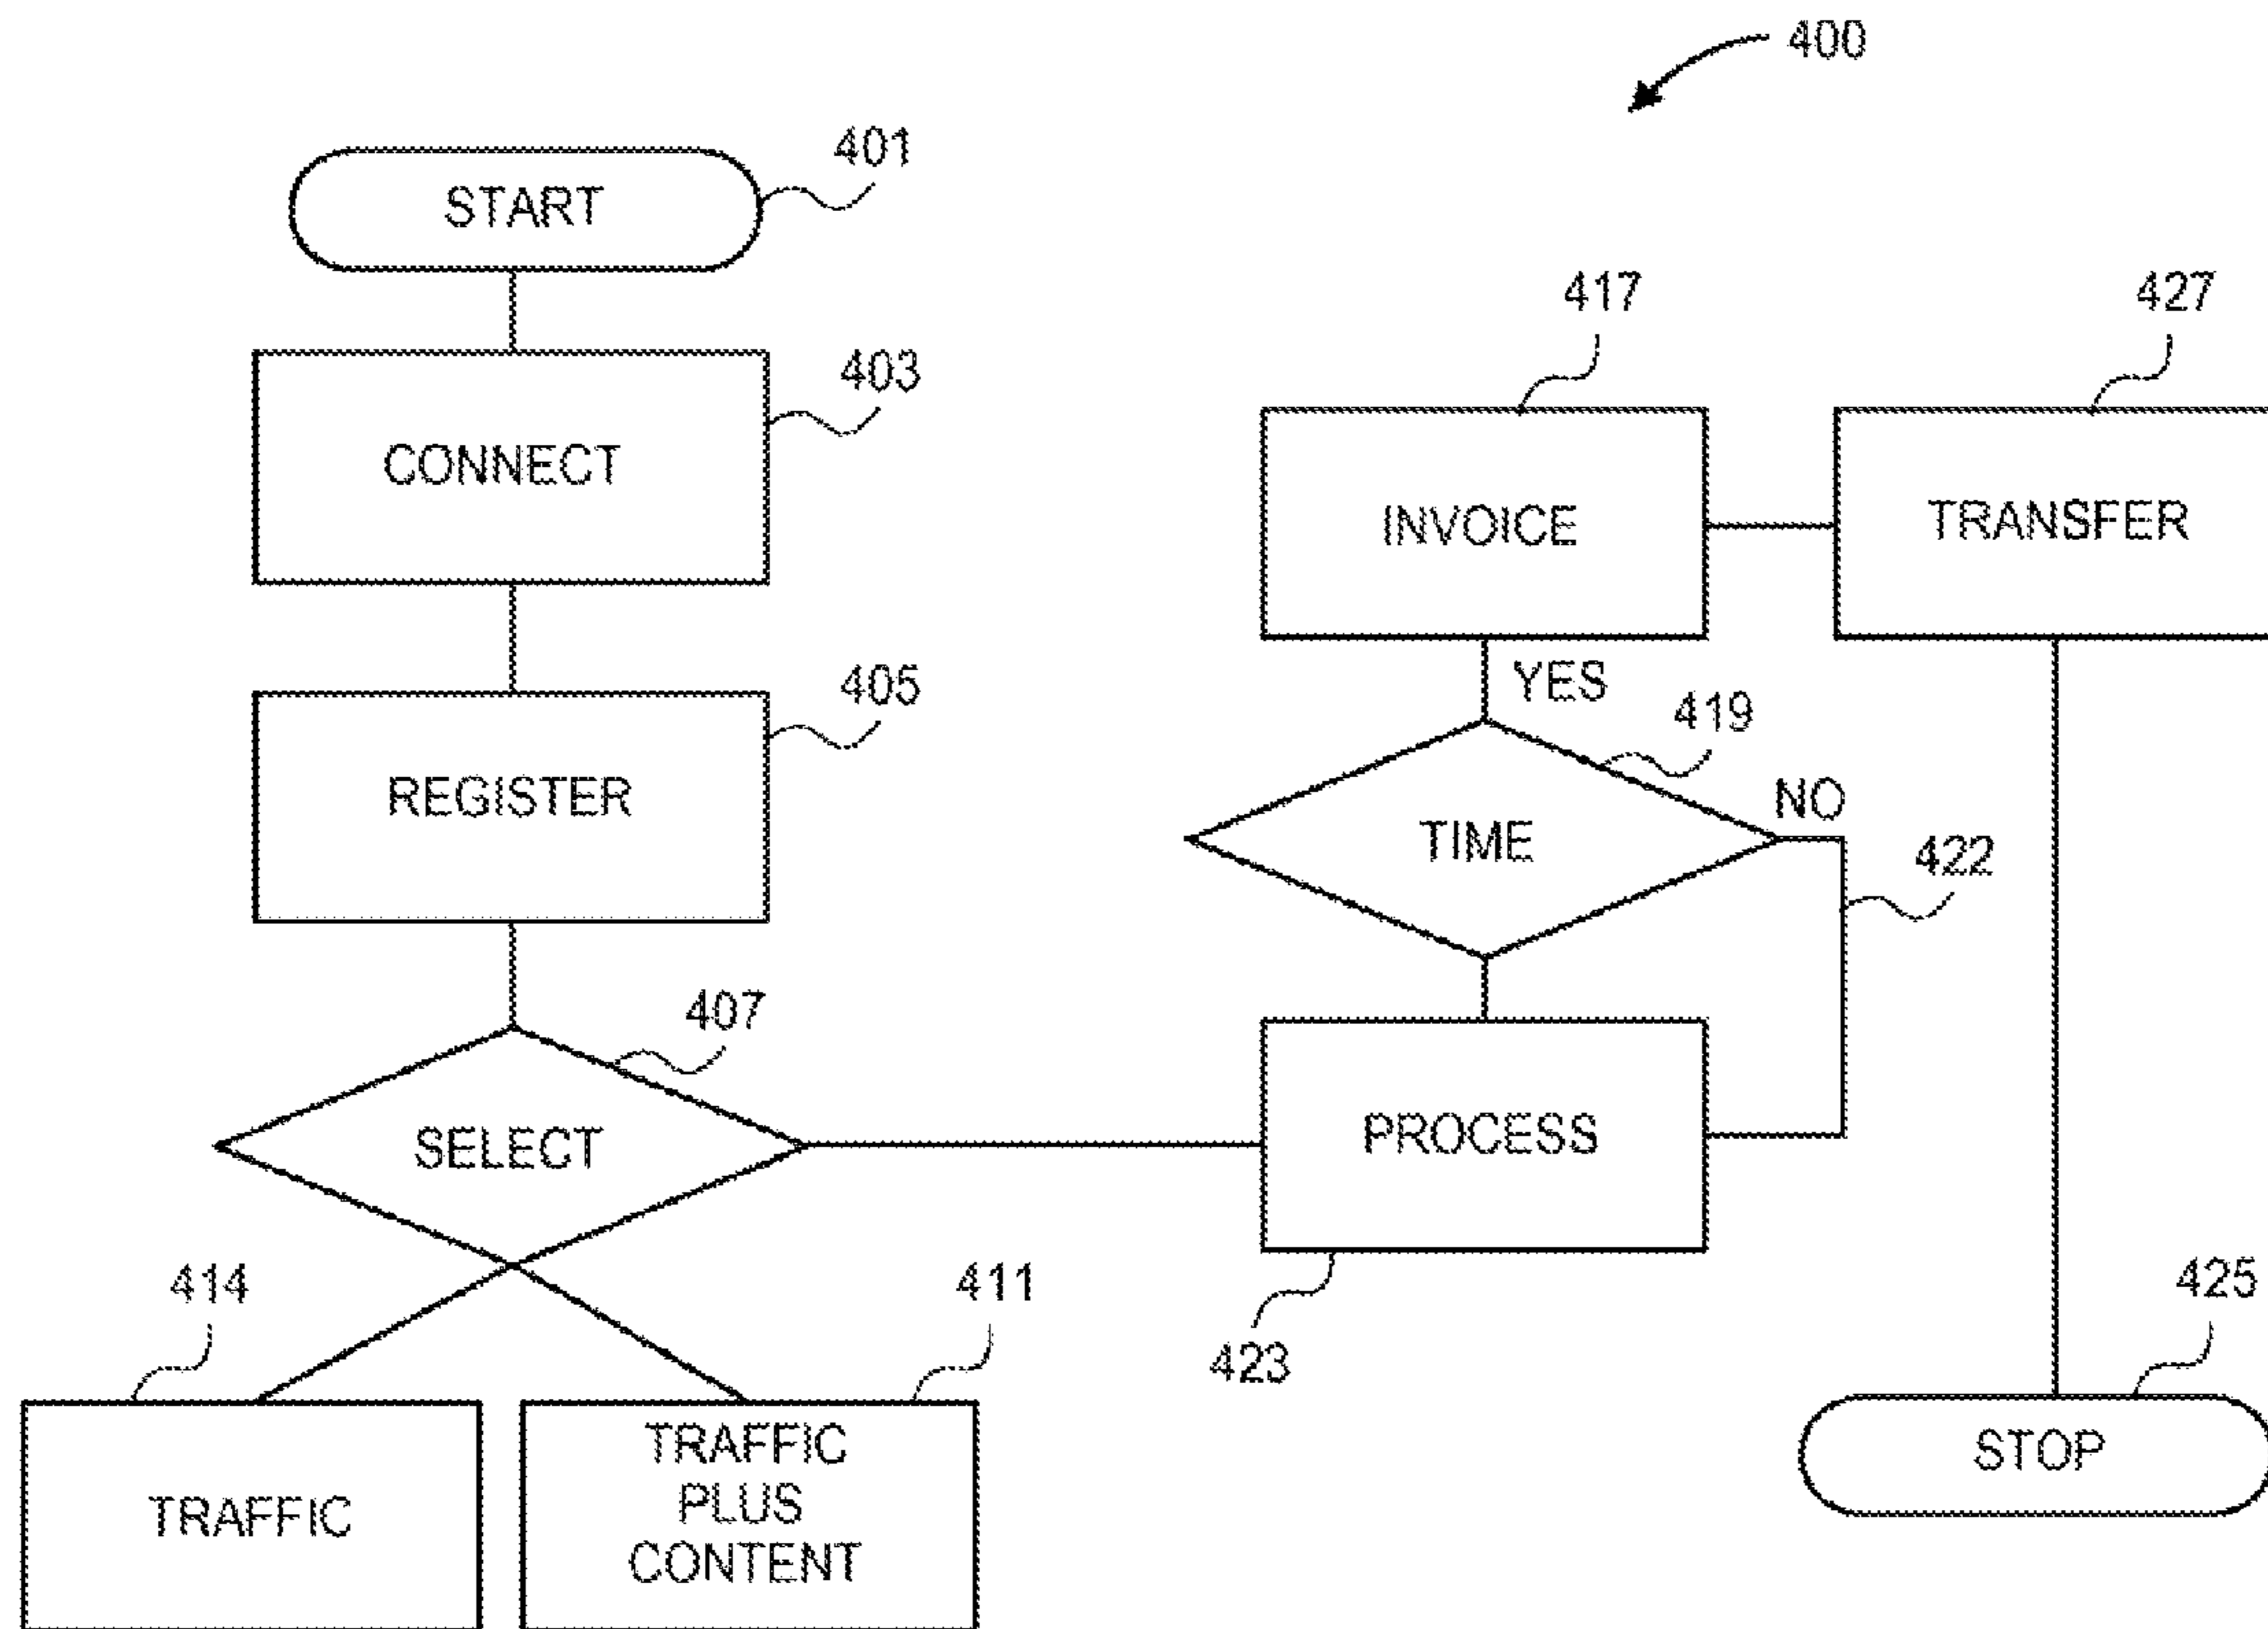 400
401
START
403
CONNECT
405
REGISTER
407
SELECT
414
TRAFFIC
411
TRAFFIC
PLUS
CONTENT
417
INVOICE
427
TRANSFER
YES
419
TIME
NO
422
PROCESS
423
425
STOP